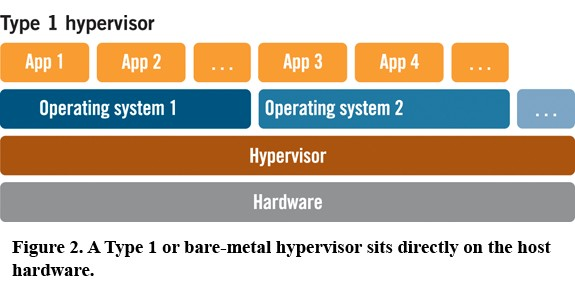 Type 1 hypervisor
App 1 App 2 ... App 3 App 4 ...
Operating system 1 Operating system 2 ...
Hypervisor
Hardware
Figure 2. A Type 1 or bare-metal hypervisor sits directly on the host
hardware.